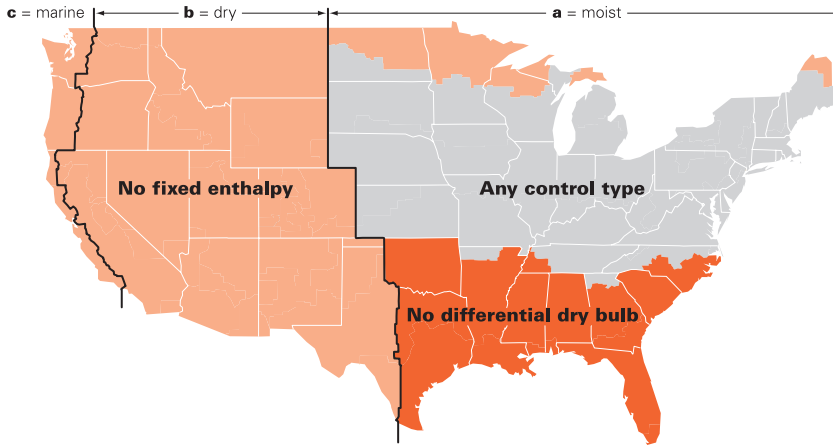 c = marine
b = dry
a = moist
No fixed enthalpy
Any control type
No differential dry bulb